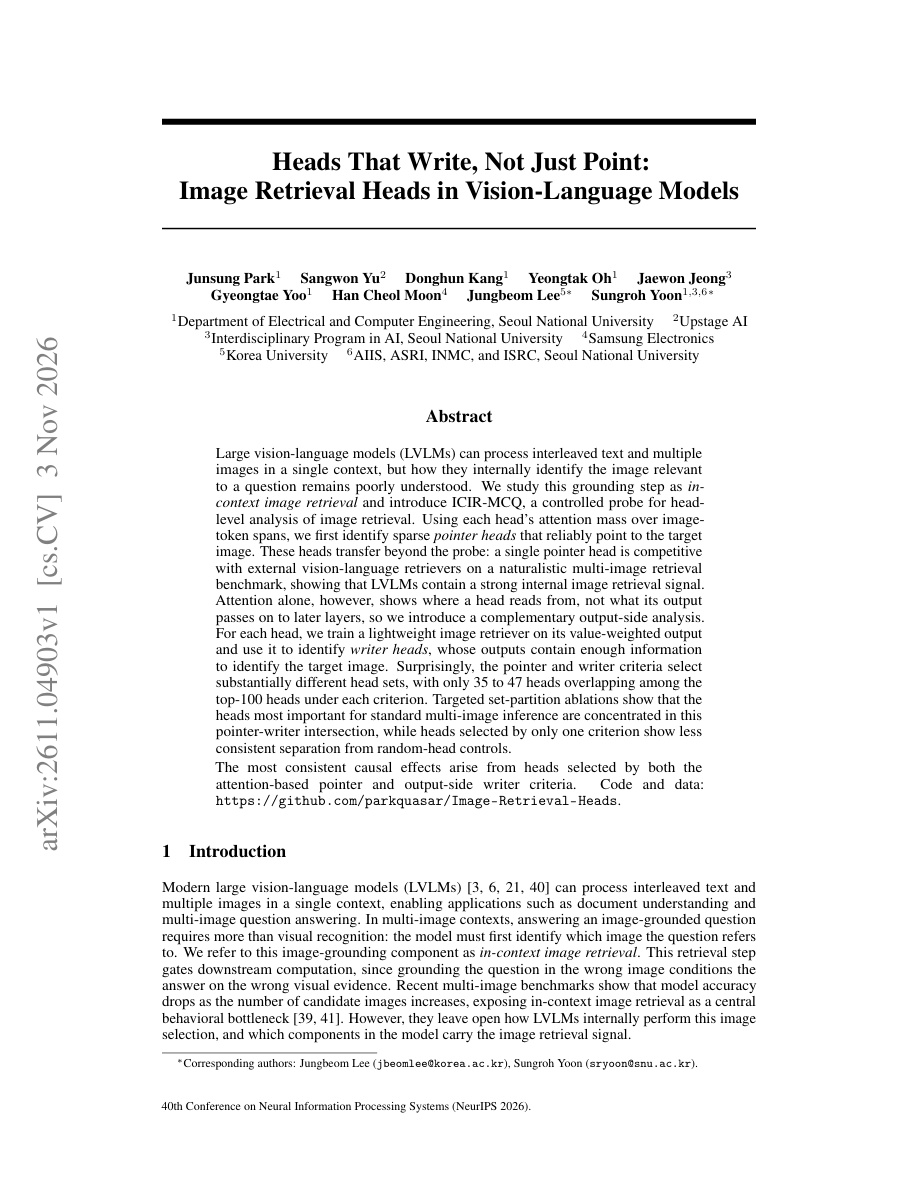 Heads That Write, Not Just Point:
Image Retrieval Heads in Vision-Language Models
Junsung Park¹ Sangwon Yu² Donghun Kang¹ Yeongtak Oh¹ Jaewon Jeong³
Gyeongtae Yoo¹ Han Cheol Moon⁴ Jungbeom Lee⁵* Sungroh Yoon¹,³,⁶*
¹Department of Electrical and Computer Engineering, Seoul National University ²Upstage AI
³Interdisciplinary Program in AI, Seoul National University ⁴Samsung Electronics
⁵Korea University ⁶AIIS, ASRI, INMC, and ISRC, Seoul National University
arXiv:2611.04903v1 [cs.CV] 3 Nov 2026
Abstract
Large vision-language models (LVLMs) can process interleaved text and multiple
images in a single context, but how they internally identify the image relevant
to a question remains poorly understood. We study this grounding step as in-
context image retrieval and introduce ICIR-MCQ, a controlled probe for head-
level analysis of image retrieval. Using each head's attention mass over image-
token spans, we first identify sparse pointer heads that reliably point to the target
image. These heads transfer beyond the probe: a single pointer head is competitive
with external vision-language retrievers on a naturalistic multi-image retrieval
benchmark, showing that LVLMs contain a strong internal image retrieval signal.
Attention alone, however, shows where a head reads from, not what its output
passes on to later layers, so we introduce a complementary output-side analysis.
For each head, we train a lightweight image retriever on its value-weighted output
and use it to identify writer heads, whose outputs contain enough information
to identify the target image. Surprisingly, the pointer and writer criteria select
substantially different head sets, with only 35 to 47 heads overlapping among the
top-100 heads under each criterion. Targeted set-partition ablations show that the
heads most important for standard multi-image inference are concentrated in this
pointer-writer intersection, while heads selected by only one criterion show less
consistent separation from random-head controls.
The most consistent causal effects arise from heads selected by both the
attention-based pointer and output-side writer criteria. Code and data:
https://github.com/parkquasar/Image-Retrieval-Heads.
1 Introduction
Modern large vision-language models (LVLMs) [3, 6, 21, 40] can process interleaved text and
multiple images in a single context, enabling applications such as document understanding and
multi-image question answering. In multi-image contexts, answering an image-grounded question
requires more than visual recognition: the model must first identify which image the question refers
to. We refer to this image-grounding component as in-context image retrieval. This retrieval step
gates downstream computation, since grounding the question in the wrong image conditions the
answer on the wrong visual evidence. Recent multi-image benchmarks show that model accuracy
drops as the number of candidate images increases, exposing in-context image retrieval as a central
behavioral bottleneck [39, 41]. However, they leave open how LVLMs internally perform this image
selection, and which components in the model carry the image retrieval signal.
*Corresponding authors: Jungbeom Lee (jbeomlee@korea.ac.kr), Sungroh Yoon (sryoon@snu.ac.kr).
40th Conference on Neural Information Processing Systems (NeurIPS 2026).